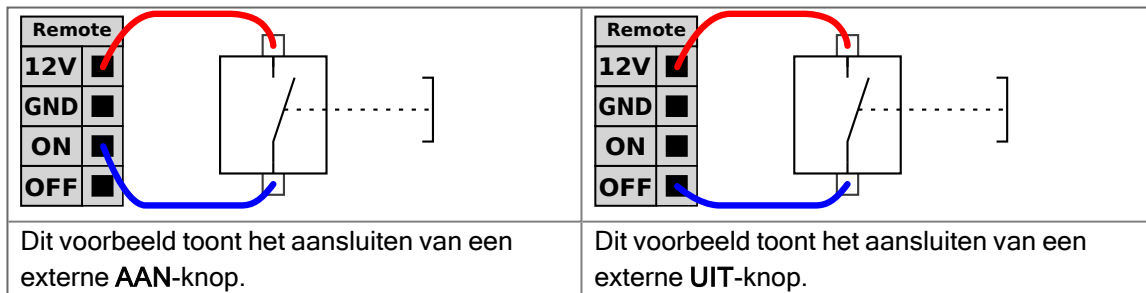 Remote
12V
GND
ON
OFF
Dit voorbeeld toont het aansluiten van een
externe AAN-knop.
Remote
12V
GND
ON
OFF
Dit voorbeeld toont het aansluiten van een
externe UIT-knop.